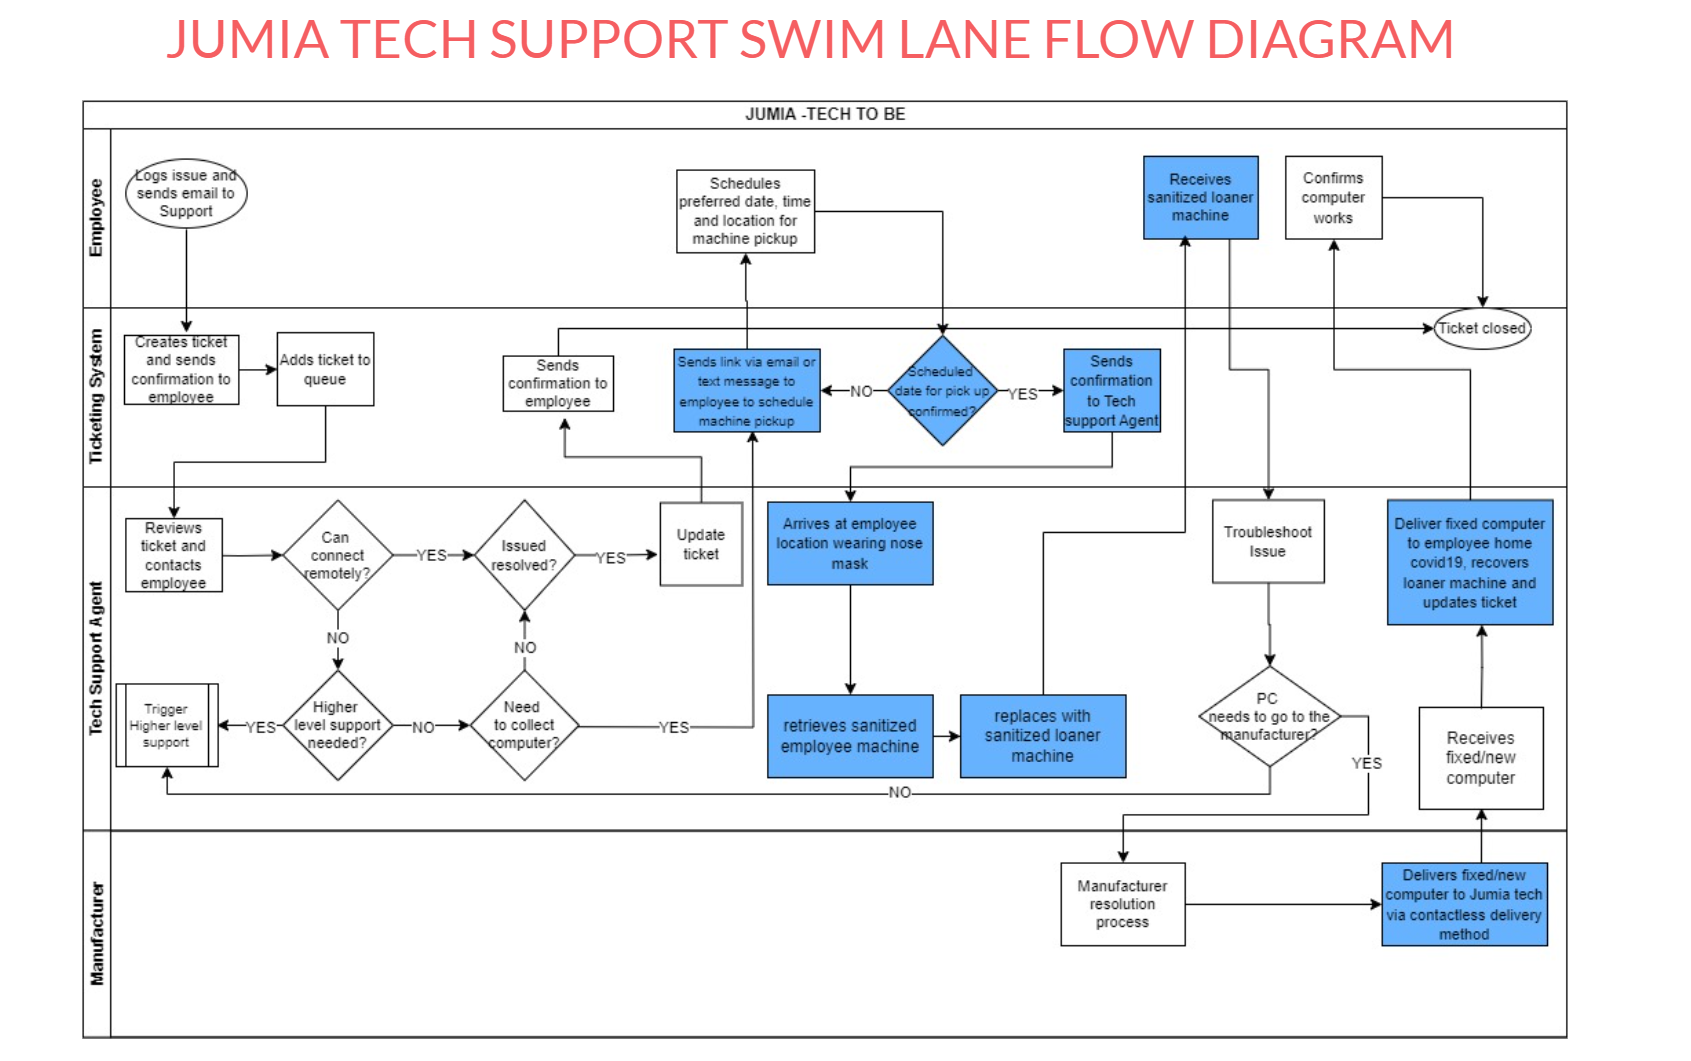 JUMIA TECH SUPPORT SWIM LANE FLOW DIAGRAM
JUMIA -TECH TO BE
Employee
Logs issue and
sends email to
Support
Schedules
preferred date, time
and location for
machine pickup
Receives
sanitized loaner
machine
Confirms
computer
works
Ticketing System
Creates ticket
and sends
confirmation to
employee
Adds ticket to
queue
Sends
confirmation to
employee
Sends link via email or
text message to
employee to schedule
machine pickup
NO
Scheduled
date for pick up
confirmed?
YES
Sends
confirmation
to Tech
support Agent
Ticket closed
Tech Support Agent
Reviews
ticket and
contacts
employee
Can
connect
remotely?
YES
Issued
resolved?
YES
Update
ticket
Arrives at employee
location wearing nose
mask
Troubleshoot
Issue
Deliver fixed computer
to employee home
covid19, recovers
loaner machine and
updates ticket
NO
NO
Trigger
Higher level
support
YES
Higher
level support
needed?
NO
Need
to collect
computer?
YES
retrieves sanitized
employee machine
replaces with
sanitized loaner
machine
PC
needs to go to the
manufacturer?
YES
Receives
fixed/new
computer
NO
Manufacturer
Manufacturer
resolution
process
Delivers fixed/new
computer to Jumia tech
via contactless delivery
method